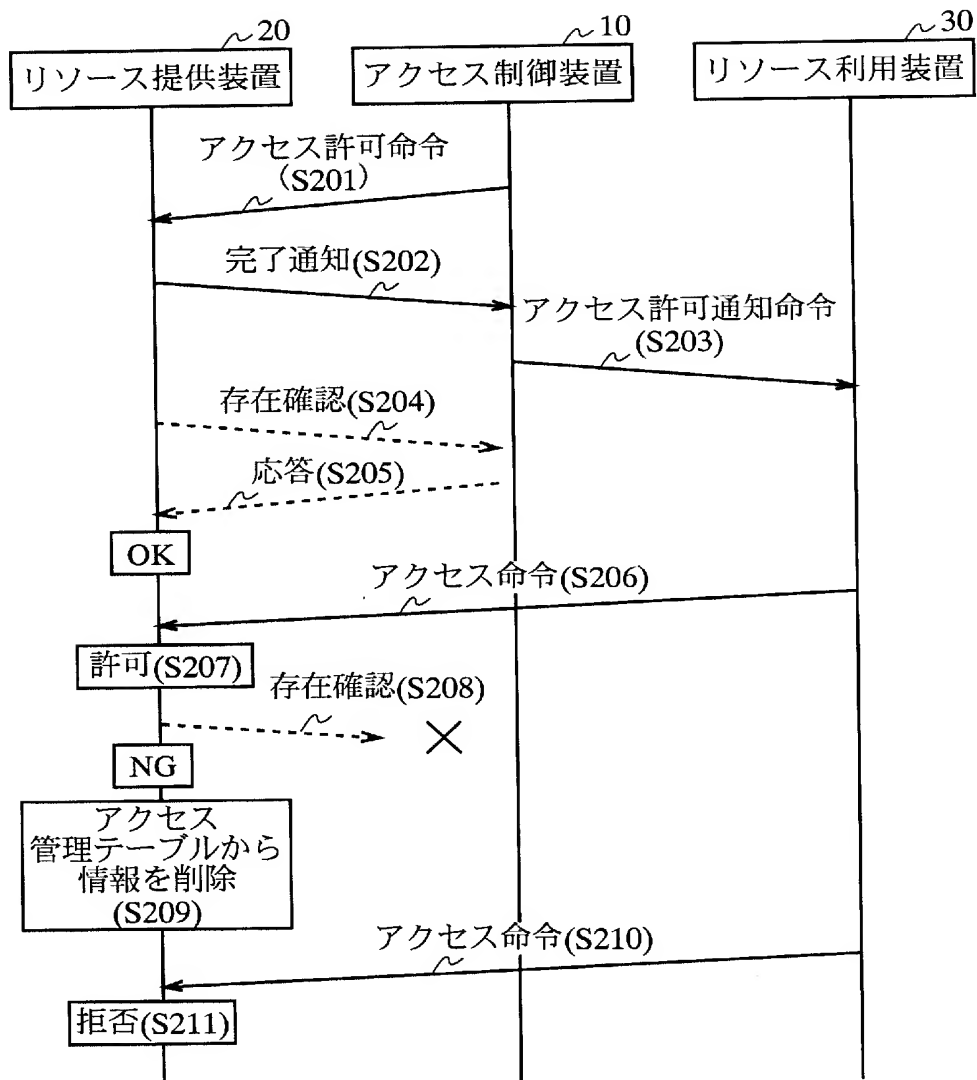 20
10
30
リソース提供装置
アクセス制御装置
リソース利用装置
アクセス許可命令
(S201)
完了通知(S202)
アクセス許可通知命令
(S203)
存在確認(S204)
応答(S205)
OK
アクセス命令(S206)
許可(S207)
存在確認(S208)
NG
アクセス
管理テーブルから
情報を削除
(S209)
アクセス命令(S210)
拒否(S211)